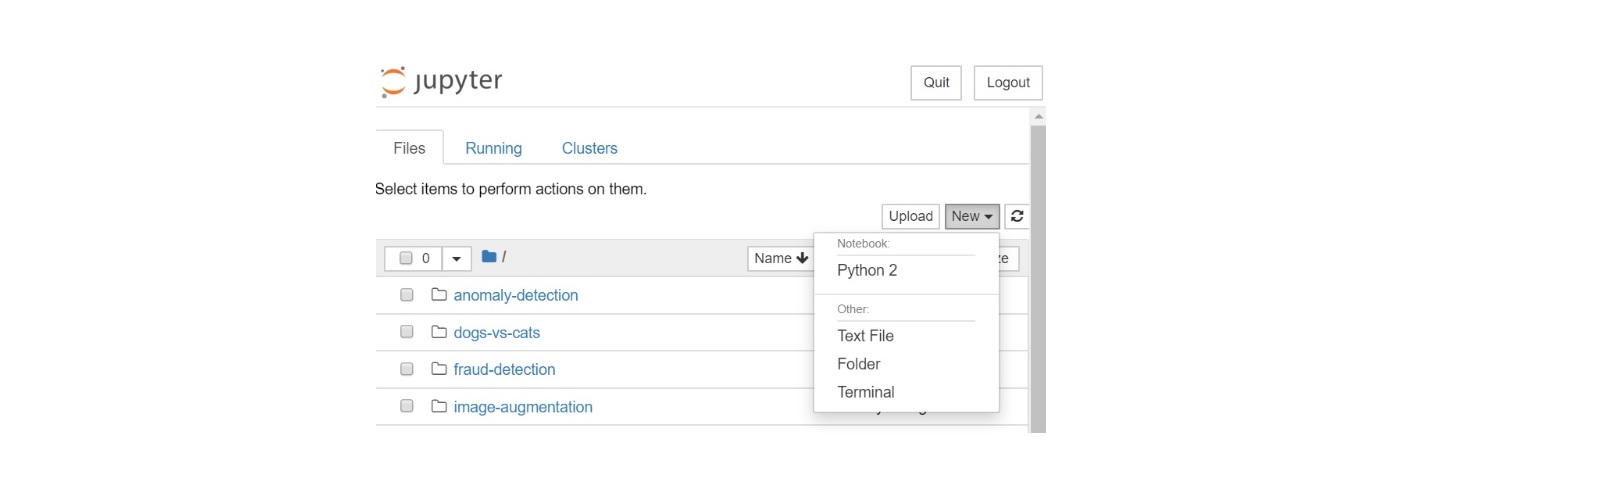 jupyter
Quit Logout
Files Running Clusters
Select items to perform actions on them.
Upload New
0 / Name ze
Notebook:
Python 2
anomaly-detection
Other:
dogs-vs-cats
Text File
fraud-detection
Folder
Terminal
image-augmentation